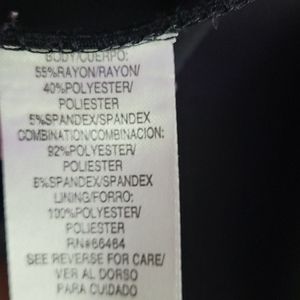 BODY/CUERPO:
55%RAYON/RAYON/
40%POLYESTER/
POLIESTER
5%SPANDEX/SPANDEX
COMBINATION/COMBINACION:
92%POLYESTER/
POLIESTER
8%SPANDEX/SPANDEX
LINING/FORRO:
100%POLYESTER/
POLIESTER
RN#66464
SEE REVERSE FOR CARE/
VER AL DORSO
PARA CUIDADO